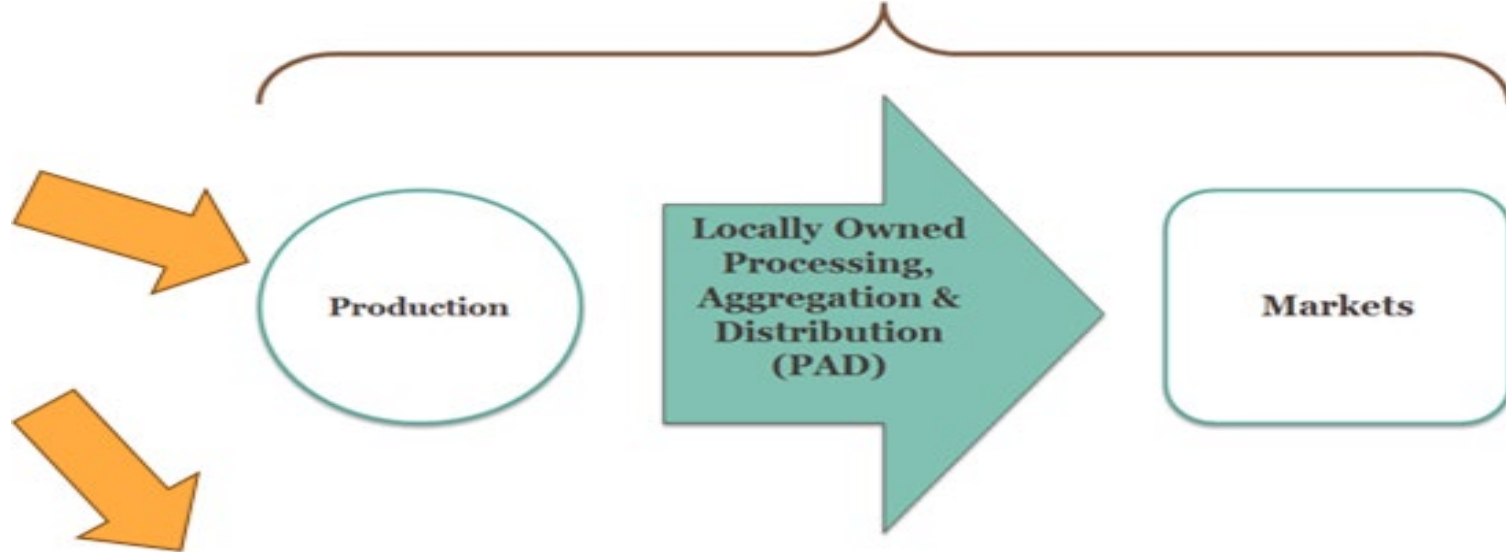 Production
Locally Owned
Processing,
Aggregation &
Distribution
(PAD)
Markets